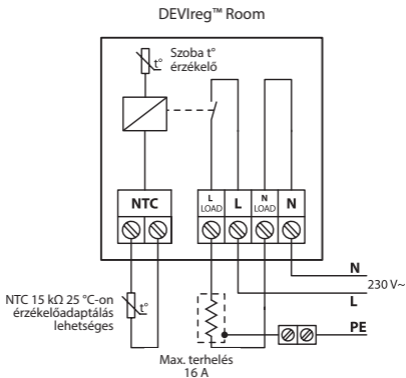 DEVIreg™ Room
Szoba t°
érzékelő
t°
NTC
L
LOAD
L
N
LOAD
N
NTC 15 kΩ 25 °C-on
érzékelőadaptálás
lehetséges
t°
N
230 V~
L
PE
Max. terhelés
16 A